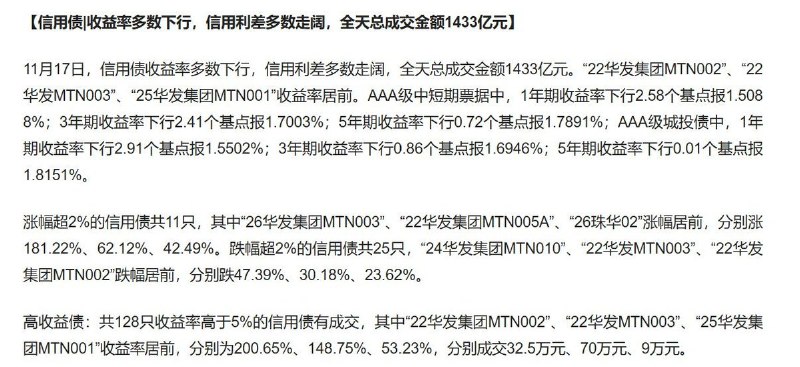 【信用债|收益率多数下行，信用利差多数走阔，全天总成交金额1433亿元】
11月17日，信用债收益率多数下行，信用利差多数走阔，全天总成交金额1433亿元。“22华发集团MTN002”、“22
华发MTN003”、“25华发集团MTN001”收益率居前。AAA级中短期票据中，1年期收益率下行2.58个基点报1.508
8%；3年期收益率下行2.41个基点报1.7003%；5年期收益率下行0.72个基点报1.7891%；AAA级城投债中，1年
期收益率下行2.91个基点报1.5502%；3年期收益率下行0.86个基点报1.6946%；5年期收益率下行0.01个基点报
1.8151%。
涨幅超2%的信用债共11只，其中“26华发集团MTN003”、“22华发集团MTN005A”、“26珠华02”涨幅居前，分别涨
181.22%、62.12%、42.49%。跌幅超2%的信用债共25只，“24华发集团MTN010”、“22华发MTN003”、“22华发
集团MTN002”跌幅居前，分别跌47.39%、30.18%、23.62%。
高收益债：共128只收益率高于5%的信用债有成交，其中“22华发集团MTN002”、“22华发MTN003”、“25华发集
团MTN001”收益率居前，分别为200.65%、148.75%、53.23%，分别成交32.5万元、70万元、9万元。